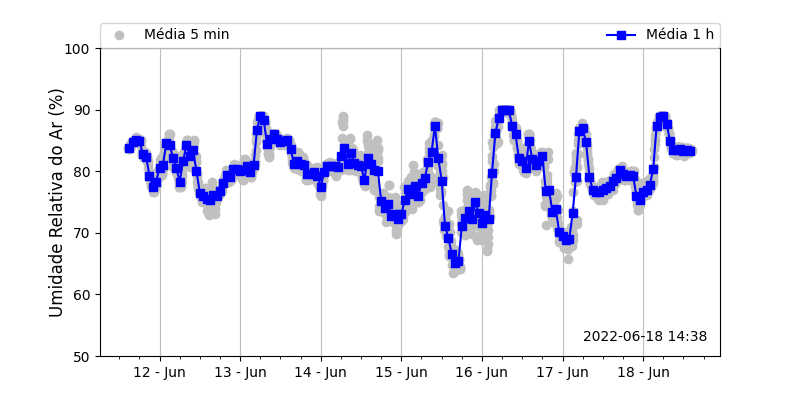 Média 5 min
Média 1 h
Umidade Relativa do Ar (%)
100
90
80
70
60
50
2022-06-18 14:38
12 - Jun
13 - Jun
14 - Jun
15 - Jun
16 - Jun
17 - Jun
18 - Jun